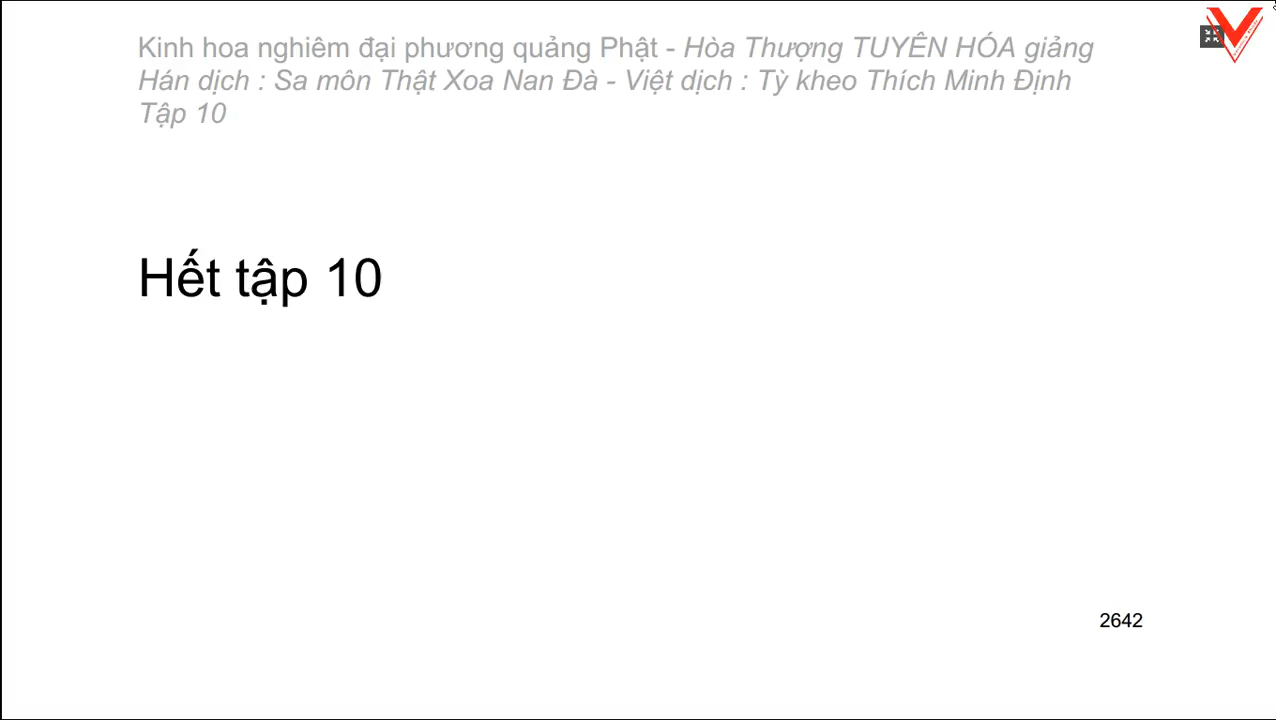 Kinh hoa nghiêm đại phương quảng Phật - Hòa Thượng TUYÊN HÓA giảng
Hán dịch : Sa môn Thật Xoa Nan Đà - Việt dịch : Tỳ kheo Thích Minh Định
Tập 10
Hết tập 10
2642